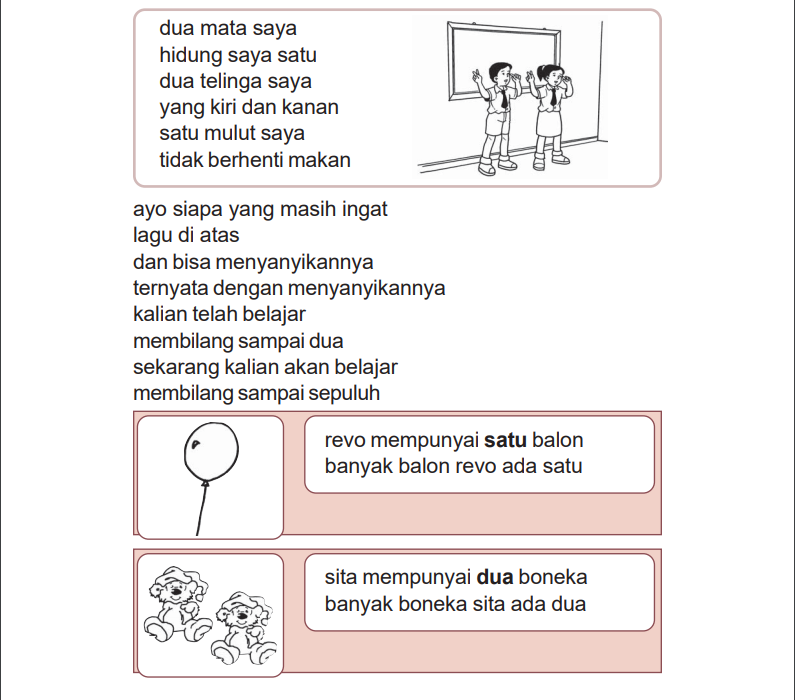 dua mata saya
hidung saya satu
dua telinga saya
yang kiri dan kanan
satu mulut saya
tidak berhenti makan
ayo siapa yang masih ingat
lagu di atas
dan bisa menyanyikannya
ternyata dengan menyanyikannya
kalian telah belajar
membilang sampai dua
sekarang kalian akan belajar
membilang sampai sepuluh
revo mempunyai satu balon
banyak balon revo ada satu
sita mempunyai dua boneka
banyak boneka sita ada dua